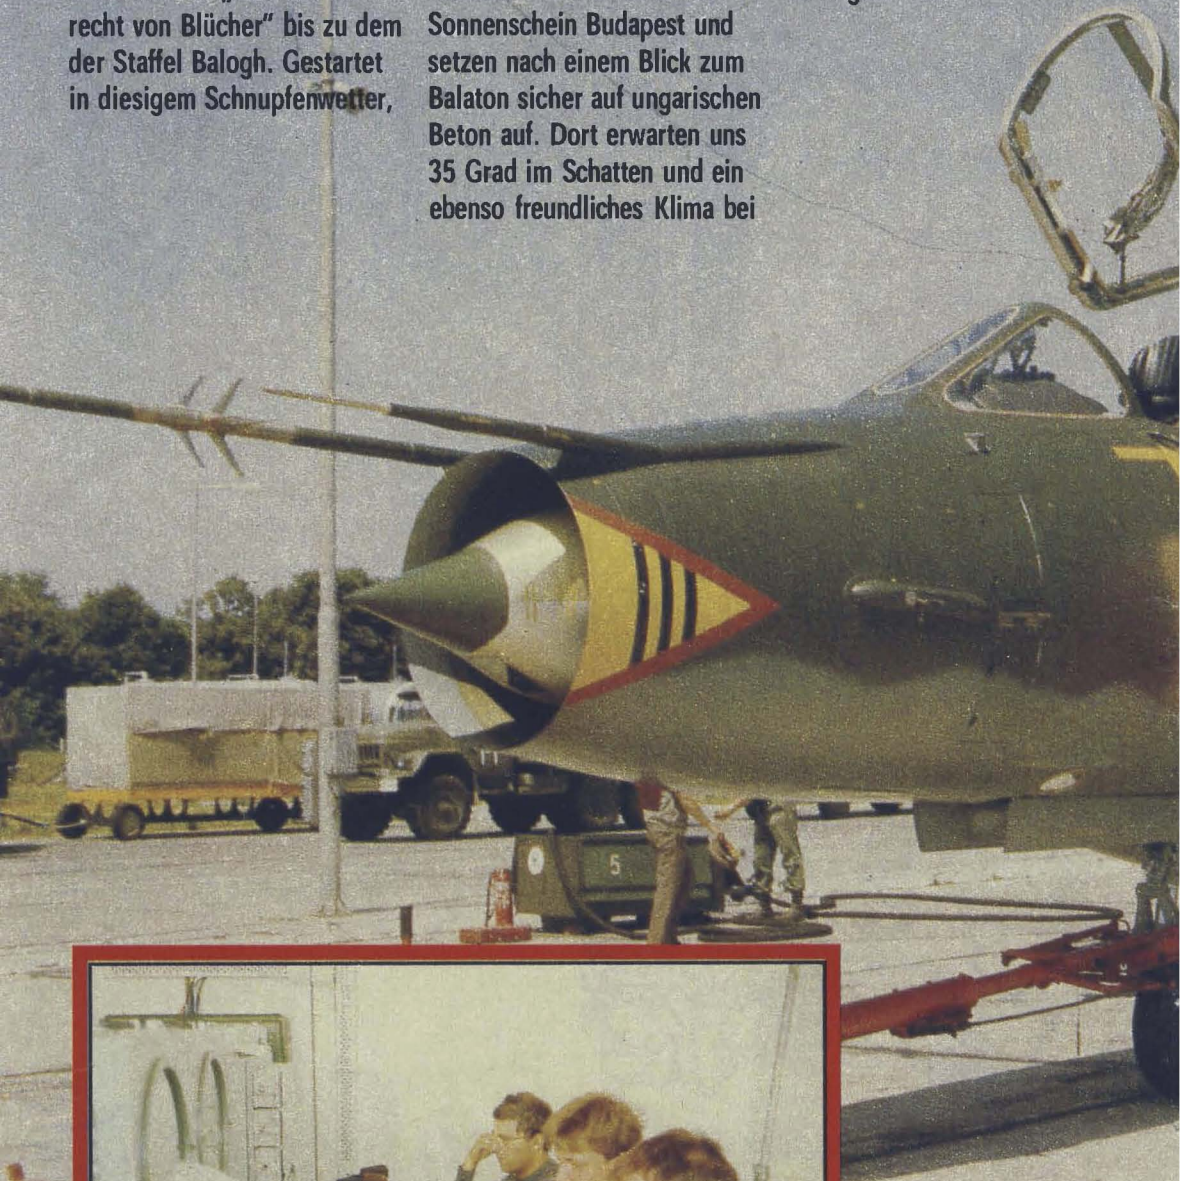 recht von Blücher” bis zu dem
der Staffel Balogh. Gestartet
in diesigem Schnupfenwetter,
Sonnenschein Budapest und
setzen nach einem Blick zum
Balaton sicher auf ungarischen
Beton auf. Dort erwarten uns
35 Grad im Schatten und ein
ebenso freundliches Klima bei
5